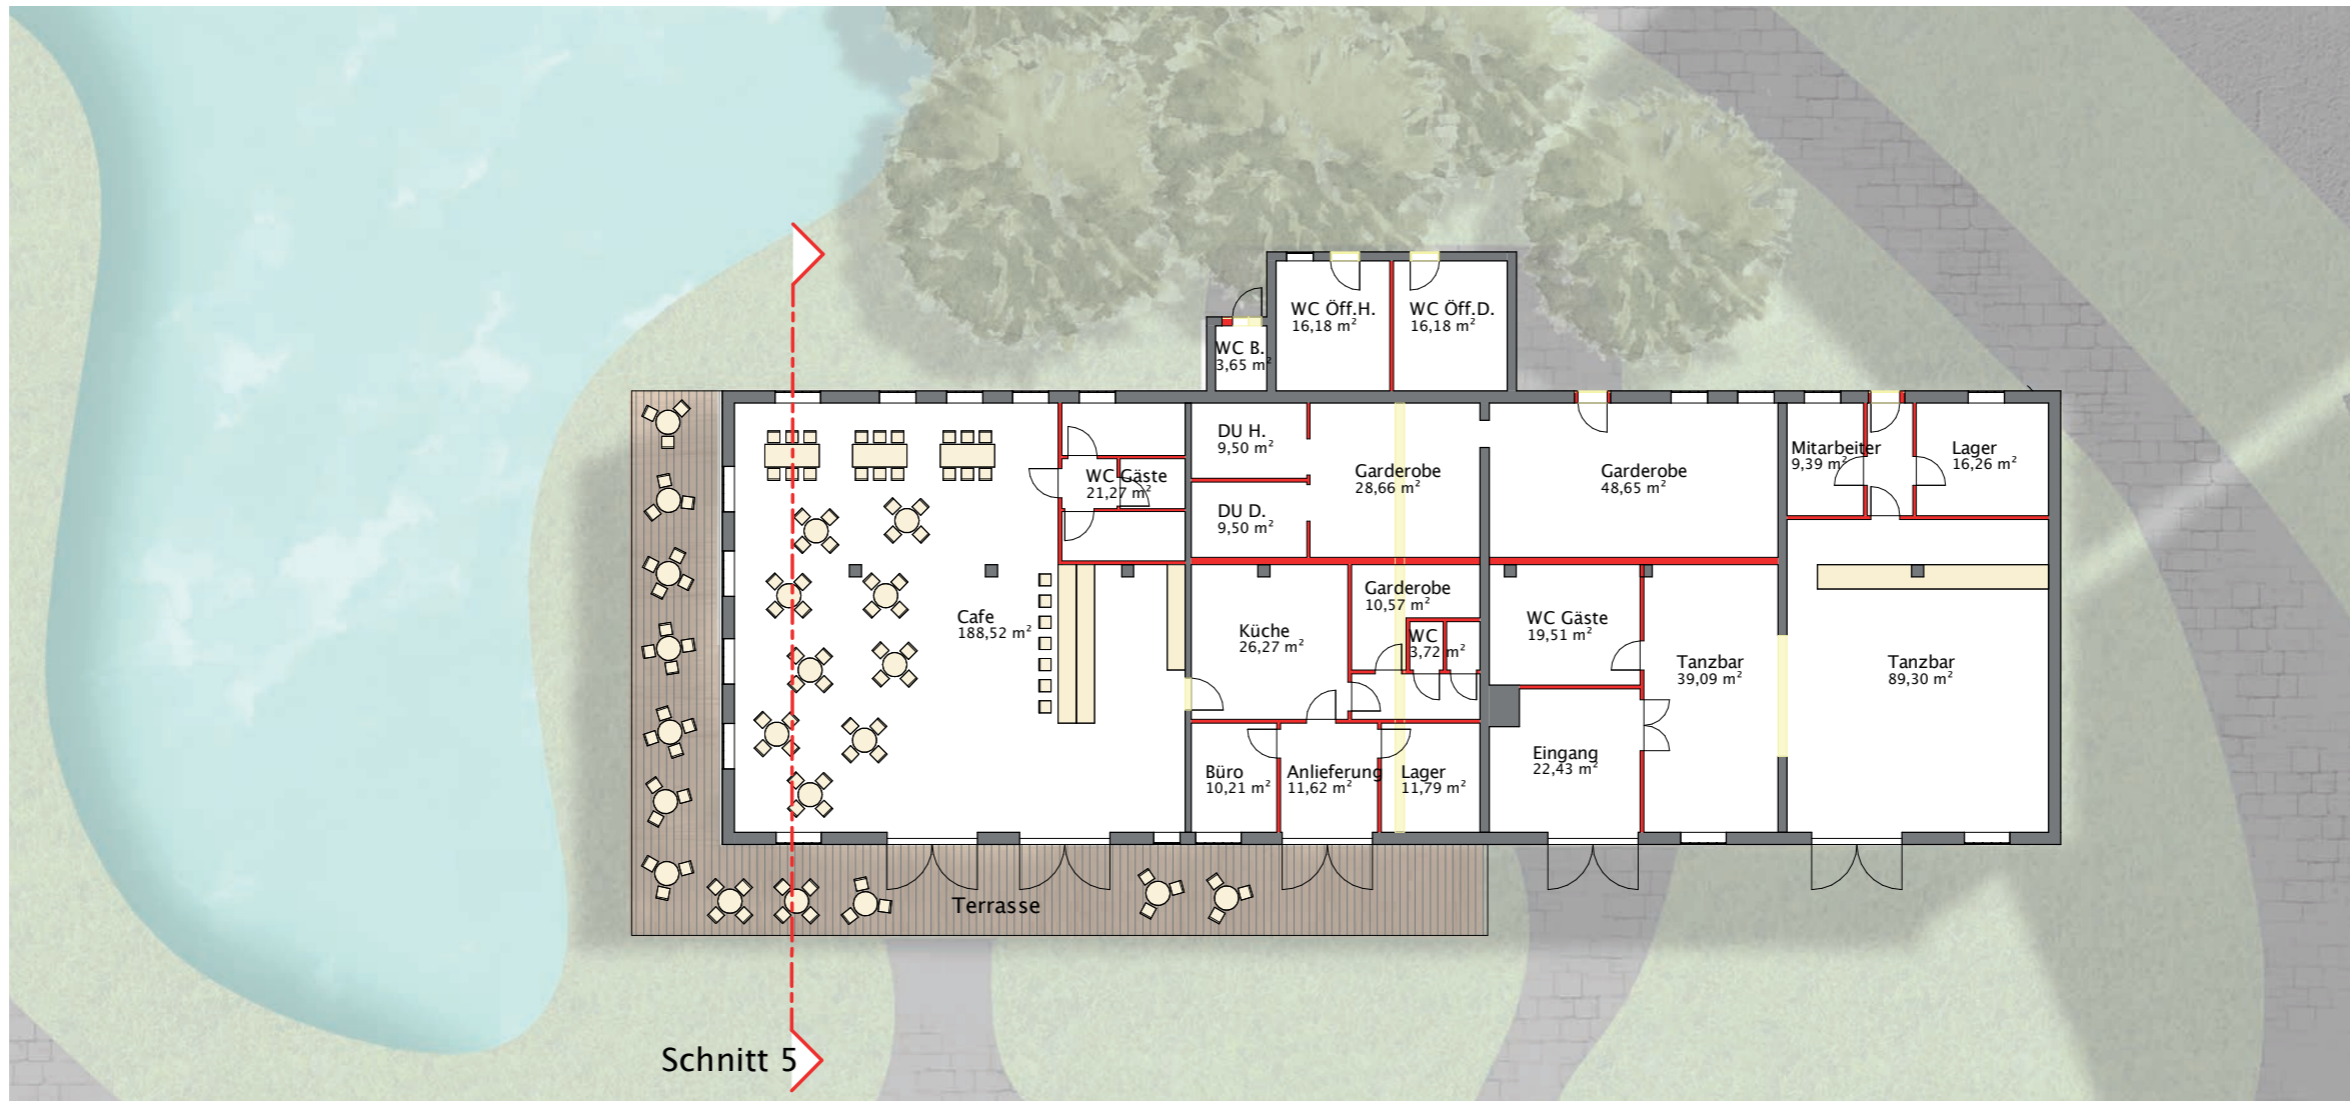 WC Öff.H.
16,18 m²
WC Öff.D.
16,18 m²
WC B.
3,65 m²
DU H.
9,50 m²
Garderobe
28,66 m²
Garderobe
48,65 m²
Mitarbeiter
9,39 m²
Lager
16,26 m²
WC Gäste
21,27 m²
DU D.
9,50 m²
Cafe
188,52 m²
Küche
26,27 m²
Garderobe
10,57 m²
WC
3,72 m²
WC Gäste
19,51 m²
Tanzbar
39,09 m²
Tanzbar
89,30 m²
Büro
10,21 m²
Anlieferung
11,62 m²
Lager
11,79 m²
Eingang
22,43 m²
Terrasse
Schnitt 5